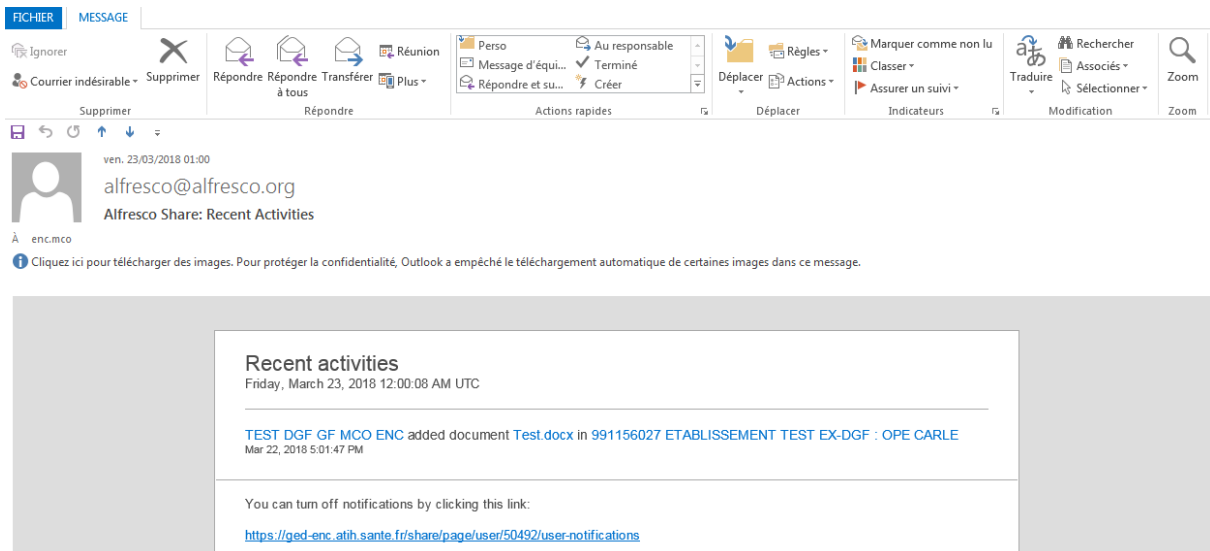 FICHIER MESSAGE
Ignorer
Courrier indésirable
Supprimer
Supprimer
Répondre
Répondre à tous
Transférer
Réunion
Plus
Répondre
Perso
Message d'équi...
Répondre et su...
Au responsable
Terminé
Créer
Actions rapides
Déplacer
Règles
Actions
Déplacer
Marquer comme non lu
Classer
Assurer un suivi
Indicateurs
Traduire
Rechercher
Associés
Sélectionner
Modification
Zoom
Zoom
ven. 23/03/2018 01:00
alfresco@alfresco.org
Alfresco Share: Recent Activities
À enc.mco
Cliquez ici pour télécharger des images. Pour protéger la confidentialité, Outlook a empêché le téléchargement automatique de certaines images dans ce message.
Recent activities
Friday, March 23, 2018 12:00:08 AM UTC
TEST DGF GF MCO ENC added document Test.docx in 991156027 ETABLISSEMENT TEST EX-DGF : OPE CARLE
Mar 22, 2018 5:01:47 PM
You can turn off notifications by clicking this link:
https://ged-enc.atih.sante.fr/share/page/user/50492/user-notifications